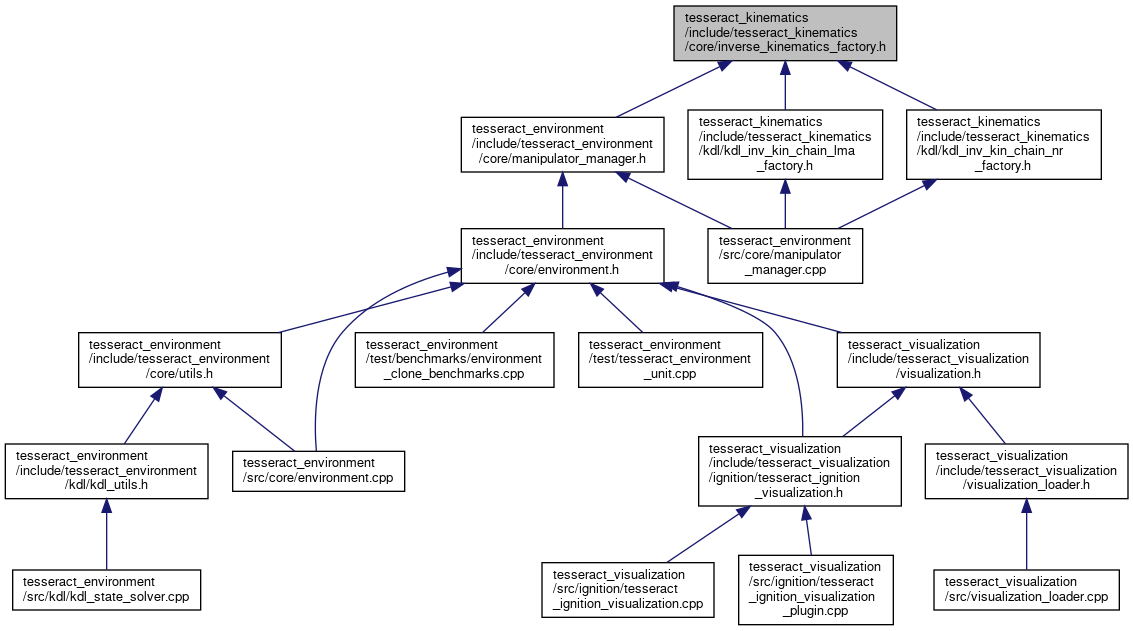 tesseract_kinematics
/include/tesseract_kinematics
/core/inverse_kinematics_factory.h
tesseract_environment
/include/tesseract_environment
/core/manipulator_manager.h
tesseract_kinematics
/include/tesseract_kinematics
/kdl/kdl_inv_kin_chain_lma
_factory.h
tesseract_kinematics
/include/tesseract_kinematics
/kdl/kdl_inv_kin_chain_nr
_factory.h
tesseract_environment
/include/tesseract_environment
/core/environment.h
tesseract_environment
/src/core/manipulator
_manager.cpp
tesseract_environment
/include/tesseract_environment
/core/utils.h
tesseract_environment
/test/benchmarks/environment
_clone_benchmarks.cpp
tesseract_environment
/test/tesseract_environment
_unit.cpp
tesseract_visualization
/include/tesseract_visualization
/visualization.h
tesseract_environment
/include/tesseract_environment
/kdl/kdl_utils.h
tesseract_environment
/src/core/environment.cpp
tesseract_visualization
/include/tesseract_visualization
/ignition/tesseract_ignition
_visualization.h
tesseract_visualization
/include/tesseract_visualization
/visualization_loader.h
tesseract_environment
/src/kdl/kdl_state_solver.cpp
tesseract_visualization
/src/ignition/tesseract
_ignition_visualization.cpp
tesseract_visualization
/src/ignition/tesseract
_ignition_visualization
_plugin.cpp
tesseract_visualization
/src/visualization_loader.cpp